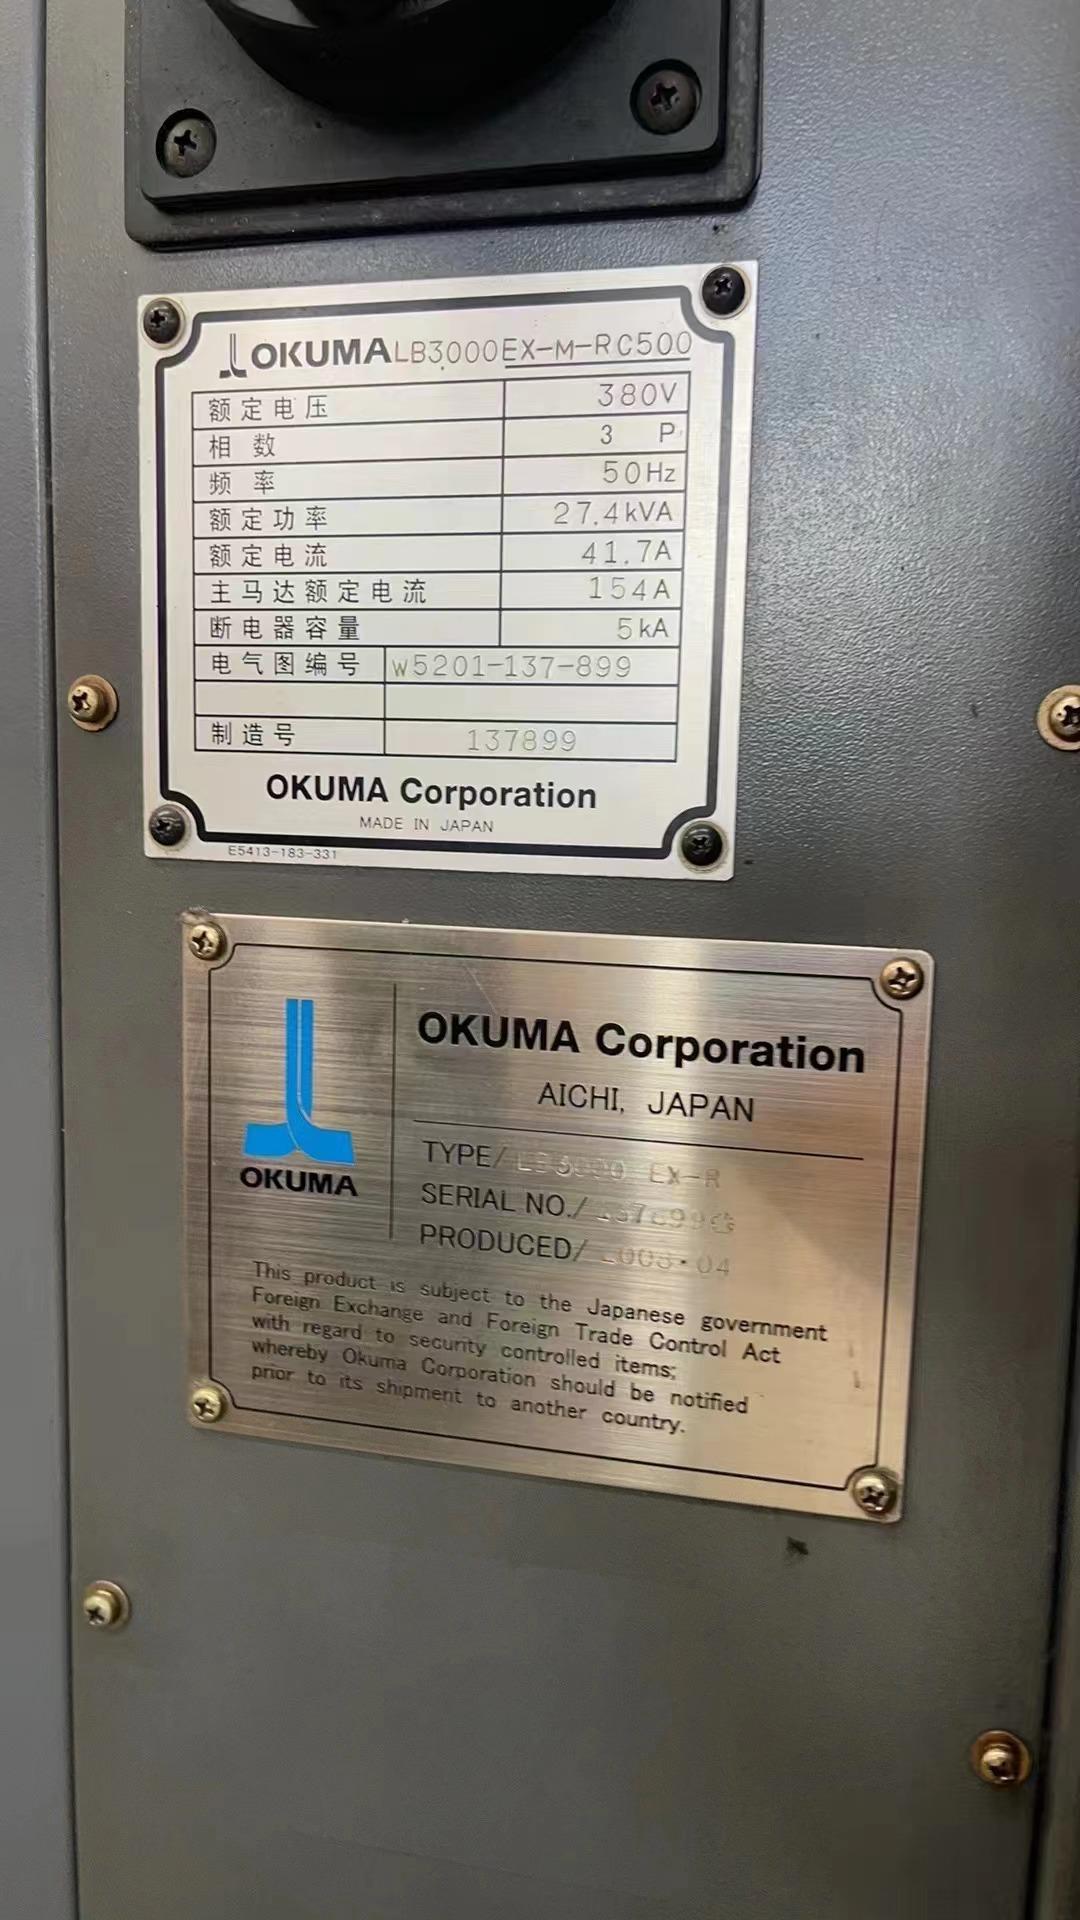 OKUMA LB3000EX-M-RC500
额定电压 380V
相数 3 P
频率 50Hz
额定功率 27.4kVA
额定电流 41.7A
主马达额定电流 154A
断电器容量 5kA
电气图编号 W5201-137-899
制造号 137899
OKUMA Corporation
MADE IN JAPAN
E5413-183-331
OKUMA
OKUMA Corporation
AICHI, JAPAN
TYPE/ LB3000 EX-R
SERIAL NO./
PRODUCED/
This product is subject to the Japanese government
Foreign Exchange and Foreign Trade Control Act
with regard to security controlled items;
whereby Okuma Corporation should be notified
prior to its shipment to another country.